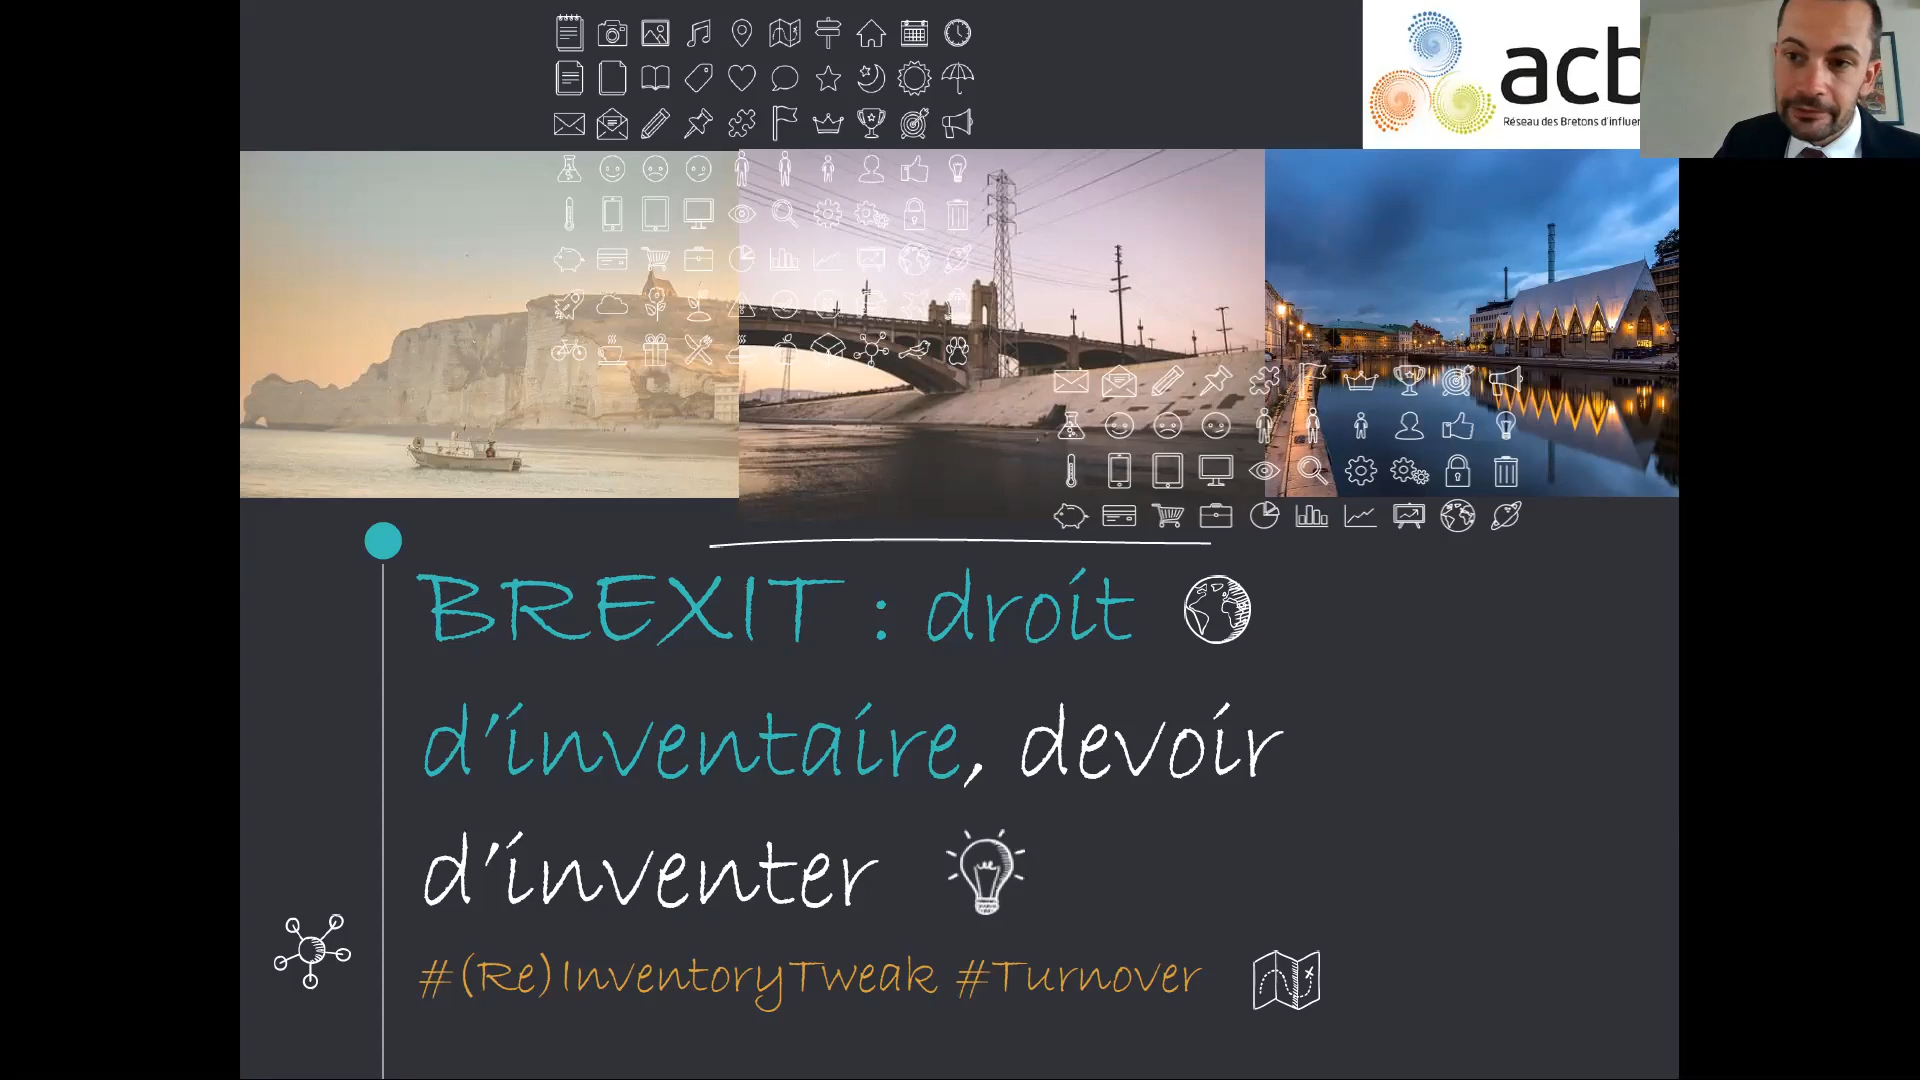 acb
Réseau des Bretons d'influen
BREXIT : droit
d'inventaire, devoir
d'inventer
#(Re)InventoryTweak #Turnover